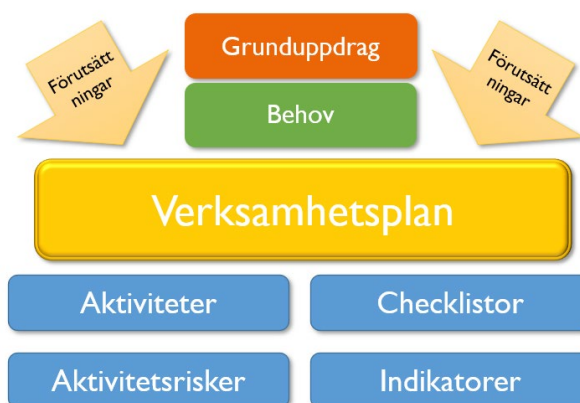 Grunduppdrag
Förutsätt
ningar
Förutsätt
ningar
Behov
Verksamhetsplan
Aktiviteter
Checklistor
Aktivitetsrisker
Indikatorer